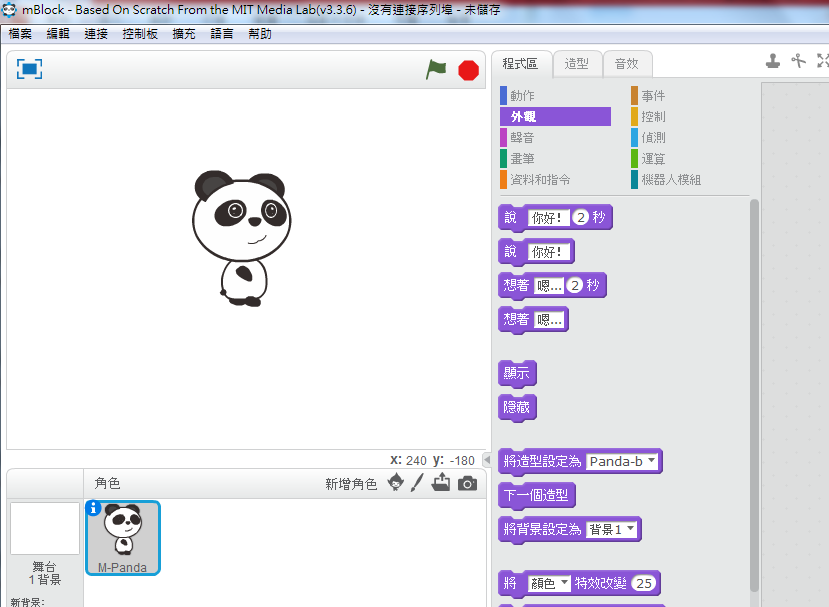 mBlock - Based On Scratch From the MIT Media Lab(v3.3.6) - 沒有連接序列埠 - 未儲存
檔案 編輯 連接 控制板 擴充 語言 幫助
程式區 造型 音效
動作 事件
外觀 控制
聲音 偵測
畫筆 運算
資料和指令 機器人模組
說 你好! 2 秒
說 你好!
想著 嗯... 2 秒
想著 嗯...
顯示
隱藏
將造型設定為 Panda-b
下一個造型
將背景設定為 背景1
將 顏色 特效改變 25
x: 240 y: -180
角色 新增角色
M-Panda
舞台
1 背景
新背景: